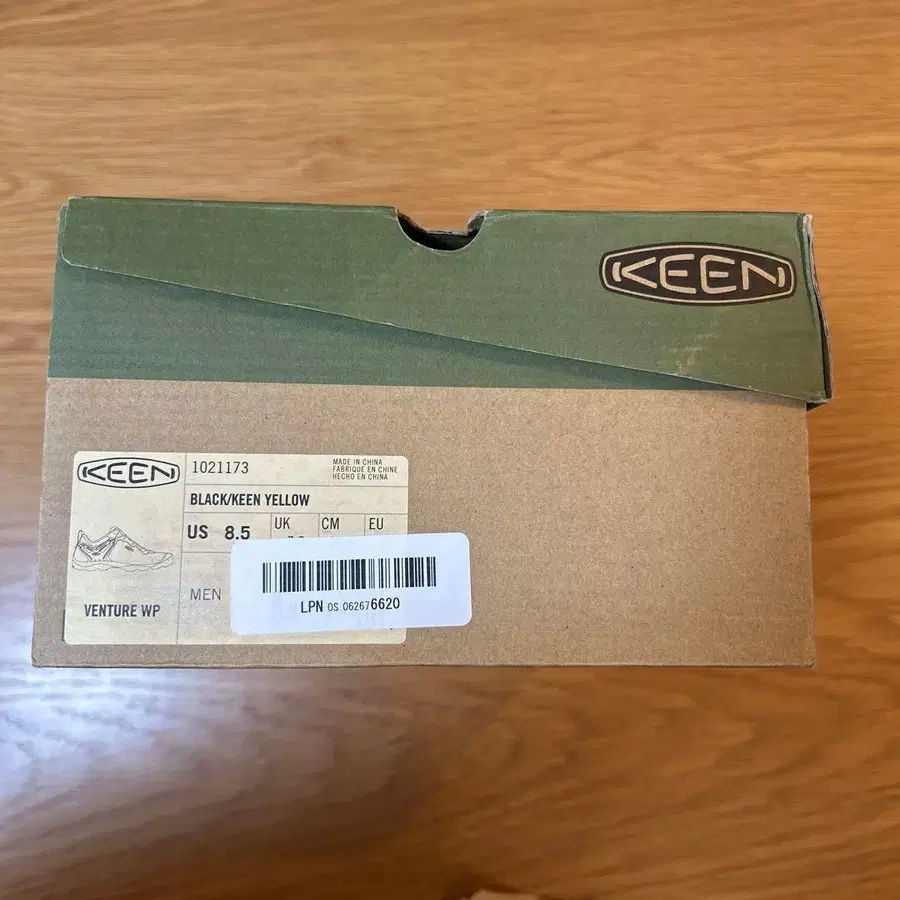 KEEN
KEEN
1021173
MADE IN CHINA
FABRIQUE EN CHINE
HECHO EN CHINA
BLACK/KEEN YELLOW
US 8.5
UK
CM
EU
MEN
VENTURE WP
LPN OS 062676620